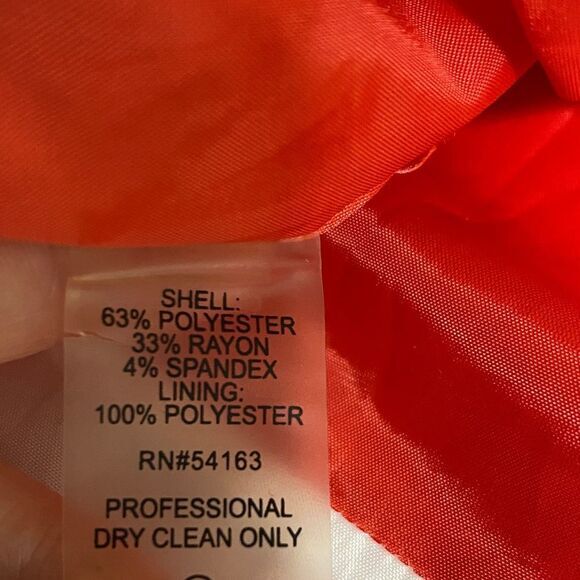 SHELL:
63% POLYESTER
33% RAYON
4% SPANDEX
LINING:
100% POLYESTER
RN#54163
PROFESSIONAL
DRY CLEAN ONLY